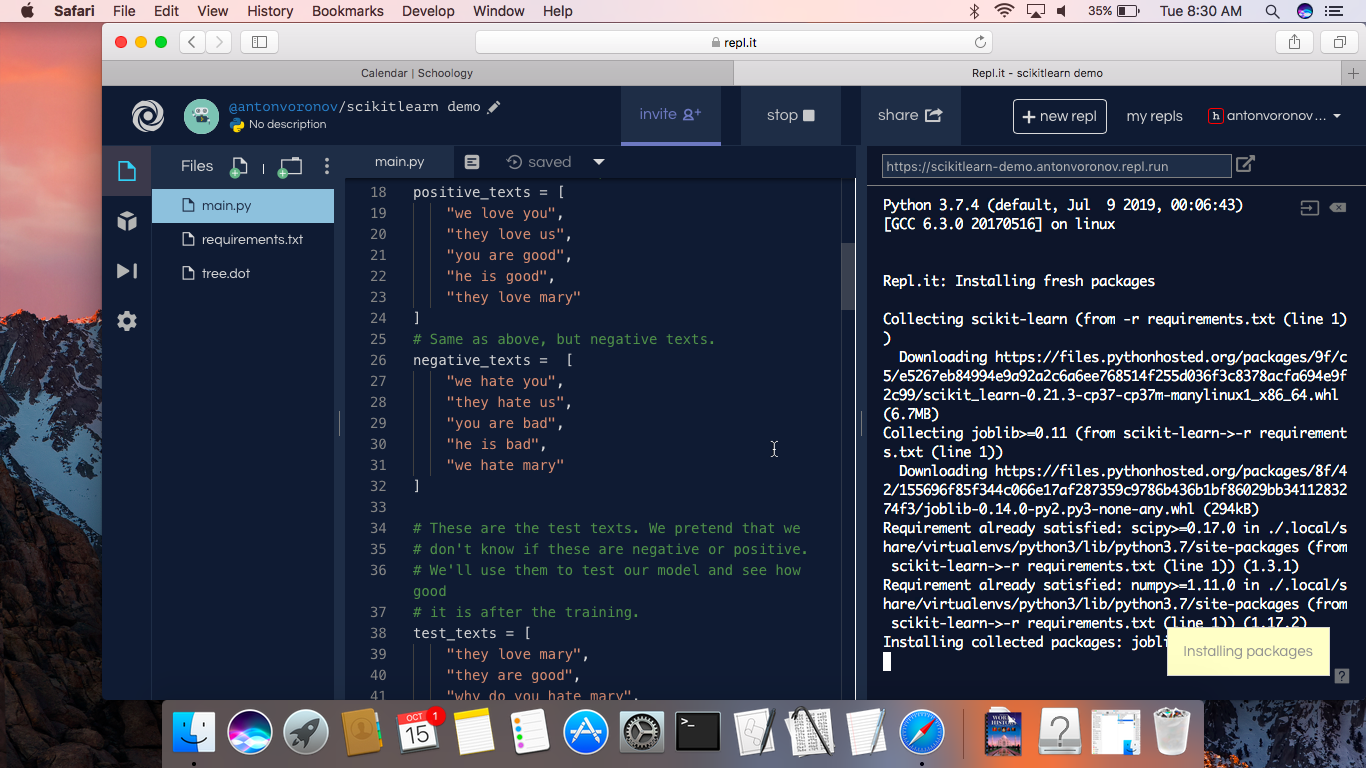 Safari File Edit View History Bookmarks Develop Window Help 35% Tue 8:30 AM
repl.it
Calendar | Schoology
Repl.it - scikitlearn demo
@antonvoronov/scikitlearn demo
No description
invite
stop
share
+ new repl
my repls
h antonvoronov...
Files
main.py
requirements.txt
tree.dot
main.py
saved
18 positive_texts = [
19 "we love you",
20 "they love us",
21 "you are good",
22 "he is good",
23 "they love mary"
24 ]
25 # Same as above, but negative texts.
26 negative_texts =  [
27 "we hate you",
28 "they hate us",
29 "you are bad",
30 "he is bad",
31 "we hate mary"
32 ]
33
34 # These are the test texts. We pretend that we
35 # don't know if these are negative or positive.
36 # We'll use them to test our model and see how
good
37 # it is after the training.
38 test_texts = [
39 "they love mary",
40 "they are good",
41 "why do you hate mary",
https://scikitlearn-demo.antonvoronov.repl.run
Python 3.7.4 (default, Jul  9 2019, 00:06:43)
[GCC 6.3.0 20170516] on linux
Repl.it: Installing fresh packages
Collecting scikit-learn (from -r requirements.txt (line 1)
)
Downloading https://files.pythonhosted.org/packages/9f/c
5/e5267eb84994e9a92a2c6a6ee768514f255d036f3c8378acfa694e9f
2c99/scikit_learn-0.21.3-cp37-cp37m-manylinux1_x86_64.whl
(6.7MB)
Collecting joblib>=0.11 (from scikit-learn->-r requirement
s.txt (line 1))
Downloading https://files.pythonhosted.org/packages/8f/
42/155696f85f344c066e17af287359c9786b436b1bf86029bb34112832
74f3/joblib-0.14.0-py2.py3-none-any.whl (294kB)
Requirement already satisfied: scipy>=0.17.0 in ./.local/s
hare/virtualenvs/python3/lib/python3.7/site-packages (from
scikit-learn->-r requirements.txt (line 1)) (1.3.1)
Requirement already satisfied: numpy>=1.11.0 in ./.local/s
hare/virtualenvs/python3/lib/python3.7/site-packages (from
scikit-learn->-r requirements.txt (line 1)) (1.17.2)
Installing collected packages:
Installing packages
?
OCT
15
1
WORLD HISTORY
?